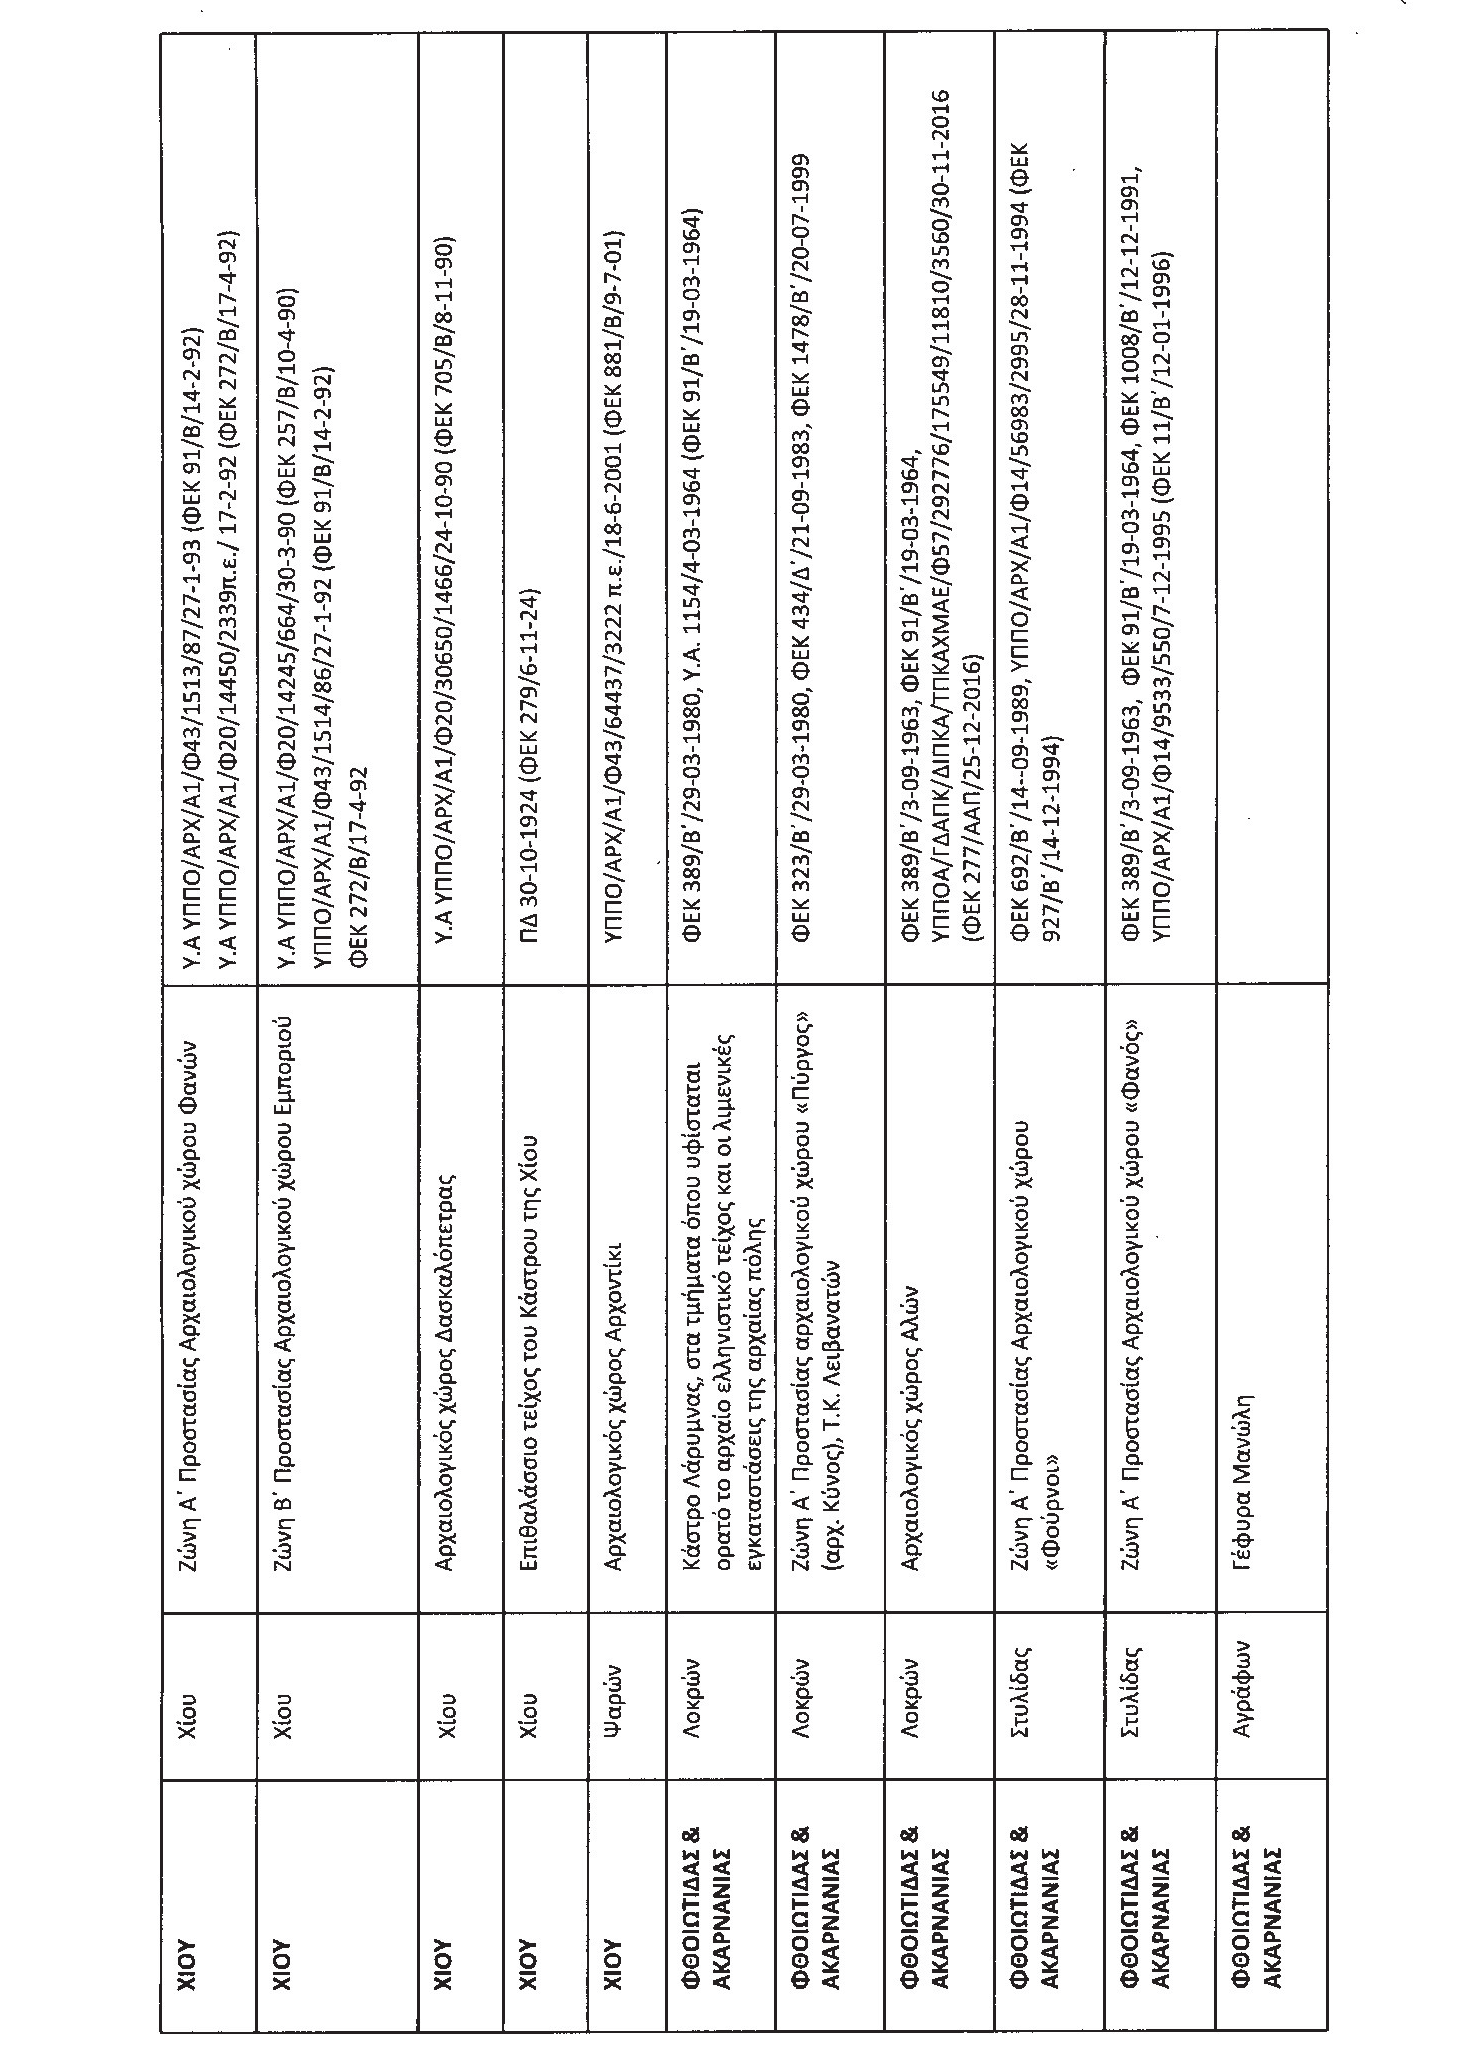 ΧΙΟΥ
Χίου
Ζώνη Α΄ Προστασίας Αρχαιολογικού χώρου Φανών
Υ.Α ΥΠΠΟ/ΑΡΧ/Α1/Φ43/1513/87/27-1-93 (ΦΕΚ 91/Β/14-2-92)
Υ.Α ΥΠΠΟ/ΑΡΧ/Α1/Φ20/14450/2339π.ε./ 17-2-92 (ΦΕΚ 272/Β/17-4-92)
ΧΙΟΥ
Χίου
Ζώνη Β΄ Προστασίας Αρχαιολογικού χώρου Εμποριού
Υ.Α ΥΠΠΟ/ΑΡΧ/Α1/Φ20/14245/664/30-3-90 (ΦΕΚ 257/Β/10-4-90)
ΥΠΠΟ/ΑΡΧ/Α1/Φ43/1514/86/27-1-92 (ΦΕΚ 91/Β/14-2-92)
ΦΕΚ 272/Β/17-4-92
ΧΙΟΥ
Χίου
Αρχαιολογικός χώρος Δασκαλόπετρας
Υ.Α ΥΠΠΟ/ΑΡΧ/Α1/Φ20/30650/1466/24-10-90 (ΦΕΚ 705/Β/8-11-90)
ΧΙΟΥ
Χίου
Επιθαλάσσιο τείχος του Κάστρου της Χίου
ΠΔ 30-10-1924 (ΦΕΚ 279/6-11-24)
ΧΙΟΥ
Ψαρών
Αρχαιολογικός χώρος Αρχοντίκι
ΥΠΠΟ/ΑΡΧ/Α1/Φ43/64437/3222 π.ε./18-6-2001 (ΦΕΚ 881/Β/9-7-01)
ΦΘΟΙΩΤΙΔΑΣ &
ΑΚΑΡΝΑΝΙΑΣ
Λοκρών
Κάστρο Λάρυμνας, στα τμήματα όπου υφίσταται
ορατό το αρχαίο ελληνιστικό τείχος και οι λιμενικές
εγκαταστάσεις της αρχαίας πόλης
ΦΕΚ 389/Β΄/29-03-1980, Υ.Α. 1154/4-03-1964 (ΦΕΚ 91/Β΄/19-03-1964)
ΦΘΟΙΩΤΙΔΑΣ &
ΑΚΑΡΝΑΝΙΑΣ
Λοκρών
Ζώνη Α΄ Προστασίας αρχαιολογικού χώρου «Πύργος»
(αρχ. Κύνος), Τ.Κ. Λειβανατών
ΦΕΚ 323/Β΄/29-03-1980, ΦΕΚ 434/Δ΄/21-09-1983, ΦΕΚ 1478/Β΄/20-07-1999
ΦΘΟΙΩΤΙΔΑΣ &
ΑΚΑΡΝΑΝΙΑΣ
Λοκρών
Αρχαιολογικός χώρος Αλών
ΦΕΚ 389/Β΄/3-09-1963, ΦΕΚ 91/Β΄/19-03-1964,
ΥΠΠΟΑ/ΓΔΑΠΚ/ΔΙΠΚΑ/ΤΠΚΑΧΜΑΕ/Φ57/292776/175549/11810/3560/30-11-2016
(ΦΕΚ 277/ΑΑΠ/25-12-2016)
ΦΘΟΙΩΤΙΔΑΣ &
ΑΚΑΡΝΑΝΙΑΣ
Στυλίδας
Ζώνη Α΄ Προστασίας Αρχαιολογικού χώρου
«Φούρνοι»
ΦΕΚ 692/Β΄/14--09-1989, ΥΠΠΟ/ΑΡΧ/Α1/Φ14/56983/2995/28-11-1994 (ΦΕΚ
927/Β΄/14-12-1994)
ΦΘΟΙΩΤΙΔΑΣ &
ΑΚΑΡΝΑΝΙΑΣ
Στυλίδας
Ζώνη Α΄ Προστασίας Αρχαιολογικού χώρου «Φανός»
ΦΕΚ 389/Β΄/3-09-1963, ΦΕΚ 91/Β΄/19-03-1964, ΦΕΚ 1008/Β΄/12-12-1991,
ΥΠΠΟ/ΑΡΧ/Α1/Φ14/9533/550/7-12-1995 (ΦΕΚ 11/Β΄/12-01-1996)
ΦΘΟΙΩΤΙΔΑΣ &
ΑΚΑΡΝΑΝΙΑΣ
Αγράφων
Γέφυρα Μανώλη